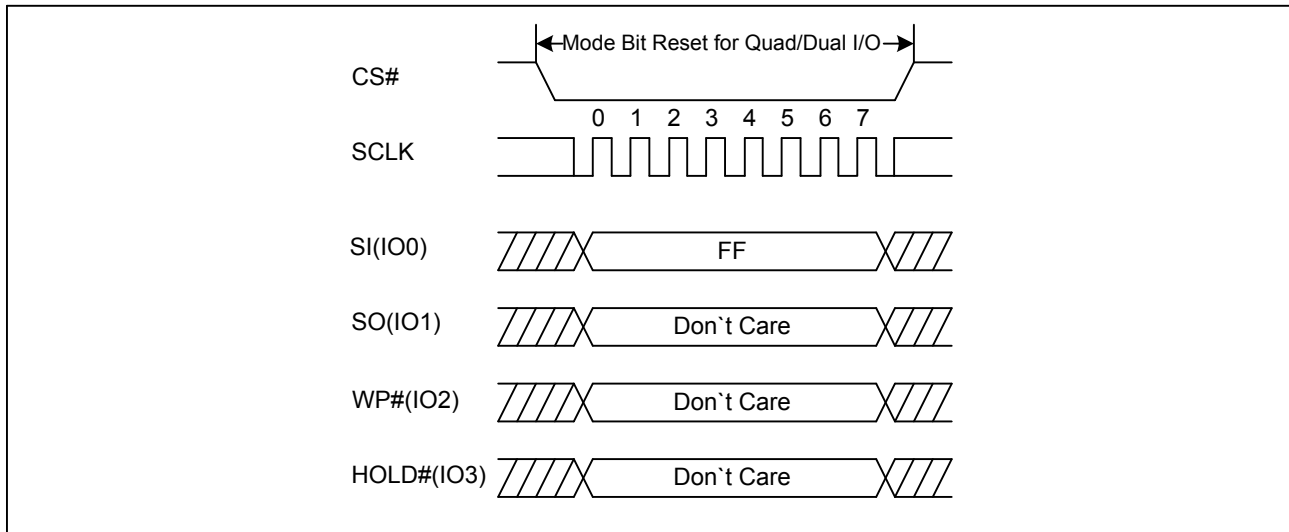 Mode Bit Reset for Quad/Dual I/O
CS#
0 1 2 3 4 5 6 7
SCLK
SI(IO0) FF
SO(IO1) Don`t Care
WP#(IO2) Don`t Care
HOLD#(IO3) Don`t Care